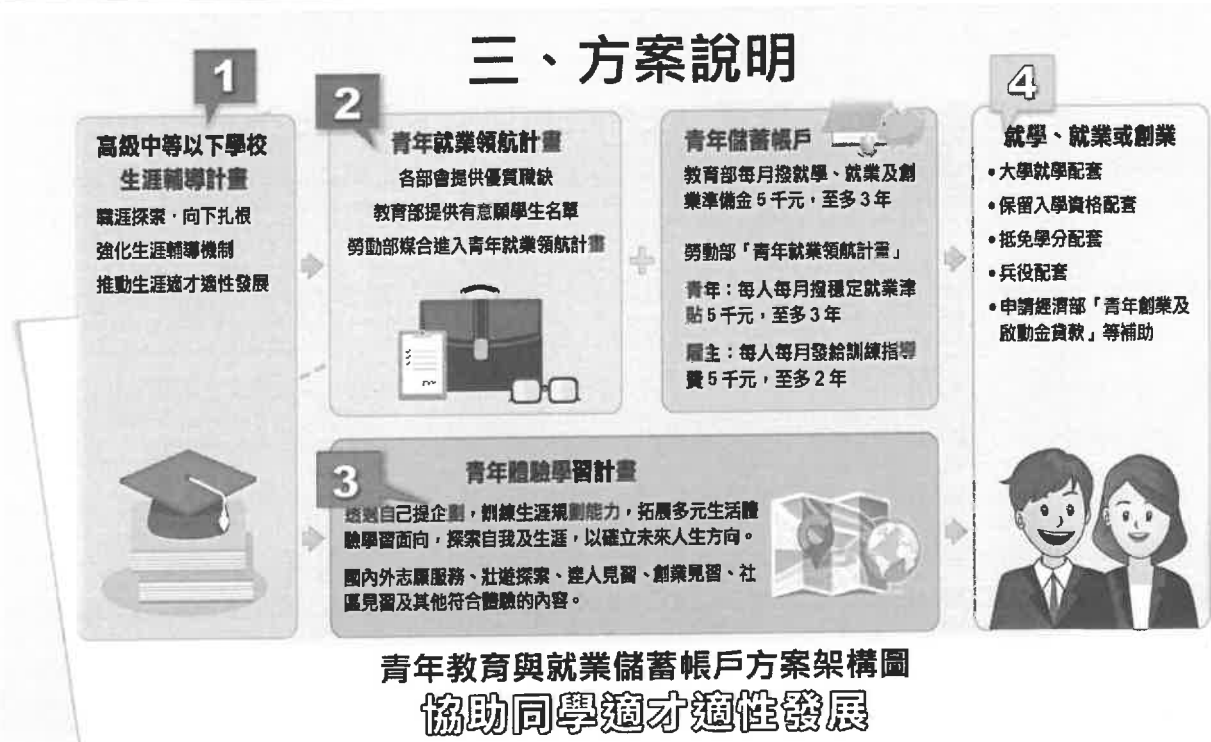 三、方案說明
1
高級中等以下學校
生涯輔導計畫
職涯探索，向下扎根
強化生涯輔導機制
推動生涯適才適性發展
2
青年就業領航計畫
各部會提供優質職缺
教育部提供有意願學生名單
勞動部媒合進入青年就業領航計畫
青年儲蓄帳戶
教育部每月撥就學、就業及創
業準備金5千元，至多3年
勞動部「青年就業領航計畫」
青年：每人每月撥穩定就業津
貼5千元，至多3年
雇主：每人每月發給訓練指導
費5千元，至多2年
3
青年體驗學習計畫
透過自己提企劃，訓練生涯規劃能力，拓展多元生活體
驗學習面向，探索自我及生涯，以確立未來人生方向。
國內外志願服務、壯遊探索、達人見習、創業見習、社
區見習及其他符合體驗的內容。
4
就學、就業或創業
•大學就學配套
•保留入學資格配套
•抵免學分配套
•兵役配套
•申請經濟部「青年創業及
啟動金貸款」等補助
青年教育與就業儲蓄帳戶方案架構圖
協助同學適才適性發展